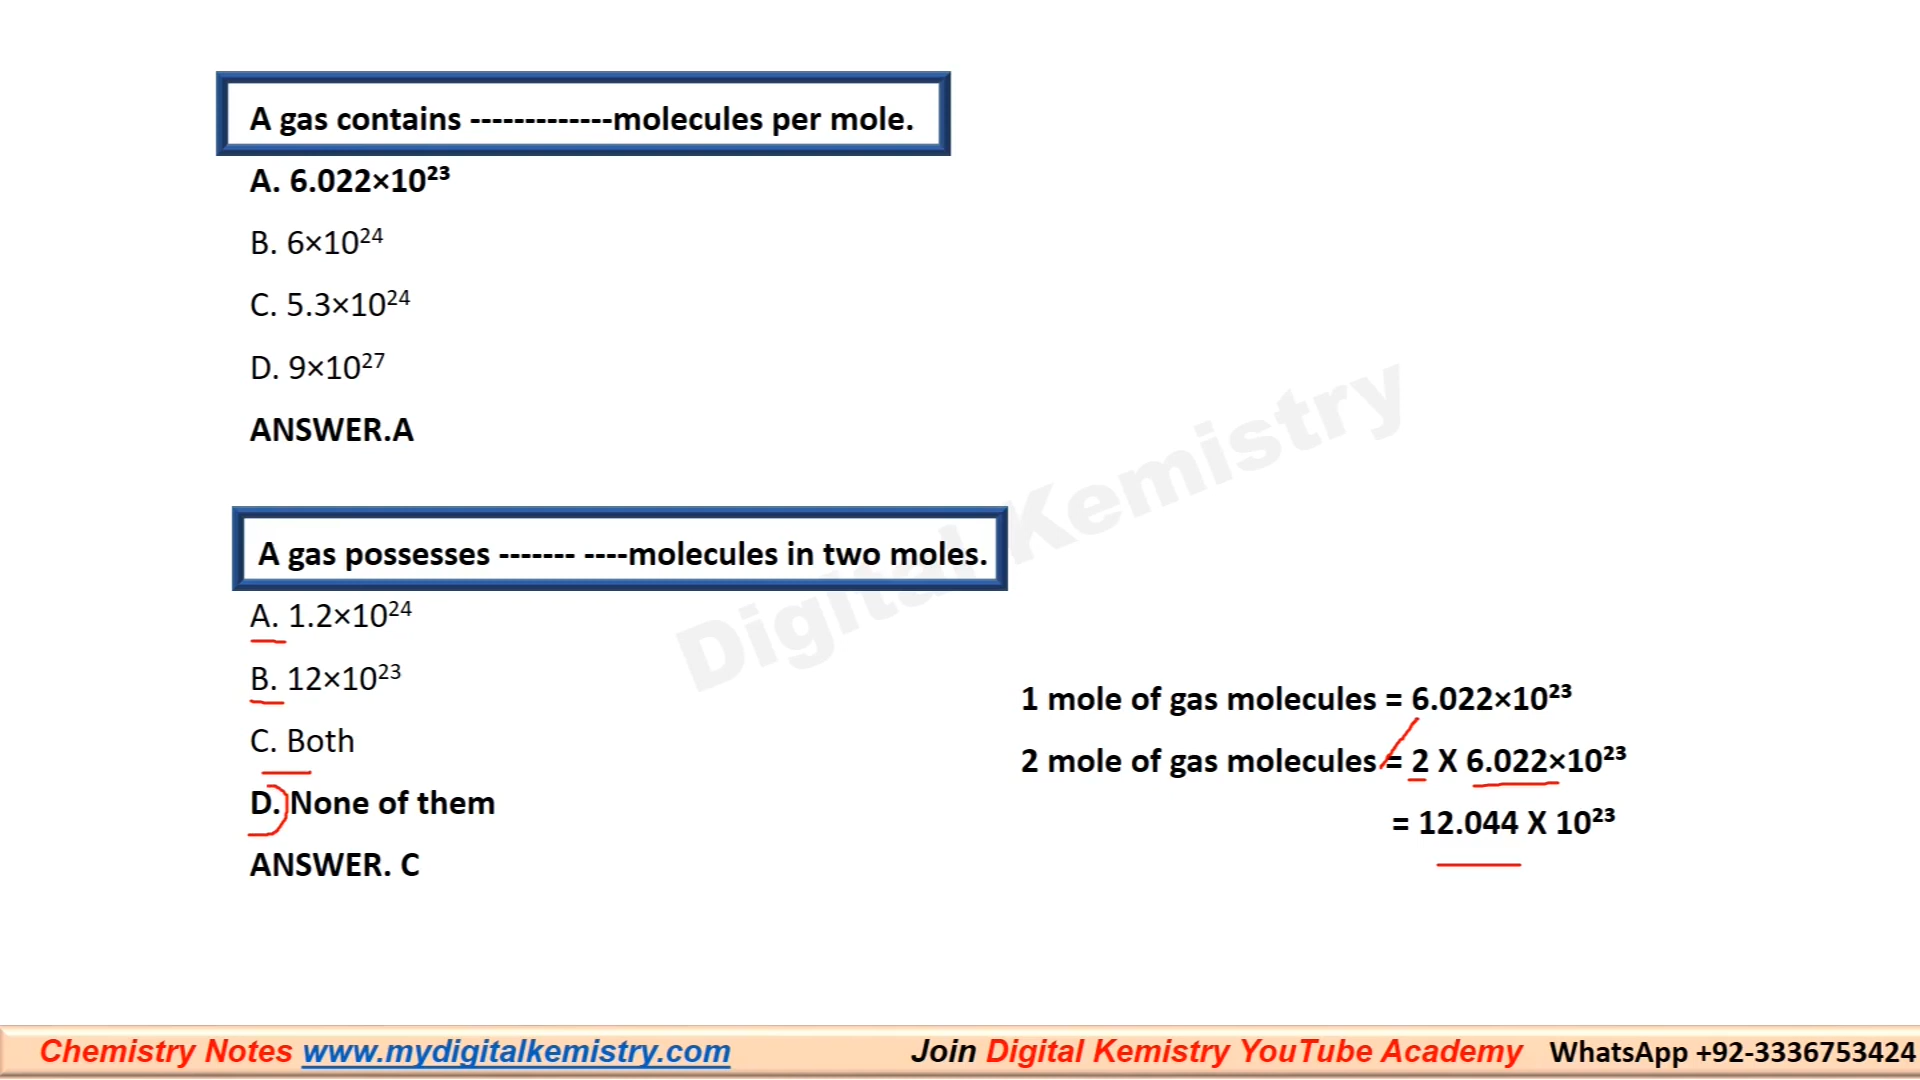 A gas contains -------------molecules per mole.
A. 6.022×10²³
B. 6×10²⁴
C. 5.3×10²⁴
D. 9×10²⁷
ANSWER.A
A gas possesses ------- ----molecules in two moles.
A. 1.2×10²⁴
B. 12×10²³
C. Both
D. None of them
ANSWER. C
1 mole of gas molecules = 6.022×10²³
2 mole of gas molecules = 2 X 6.022×10²³
= 12.044 X 10²³
Digital Kemistry
Chemistry Notes www.mydigitalkemistry.com Join Digital Kemistry YouTube Academy WhatsApp +92-3336753424